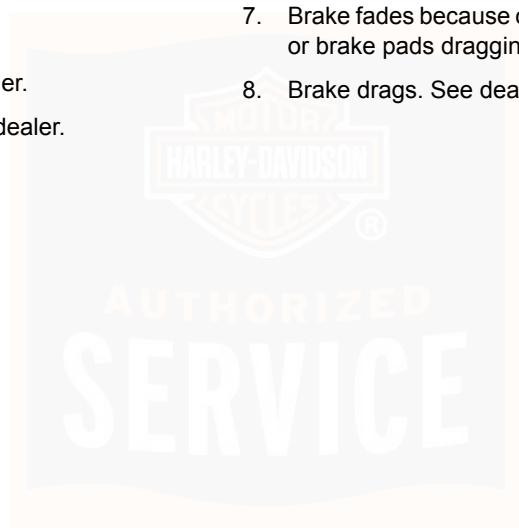 er.
dealer.
7. Brake fades because
or brake pads draggin
8. Brake drags. See dea
MOTOR
HARLEY-DAVIDSON
CYCLES ®
AUTHORIZED
SERVICE